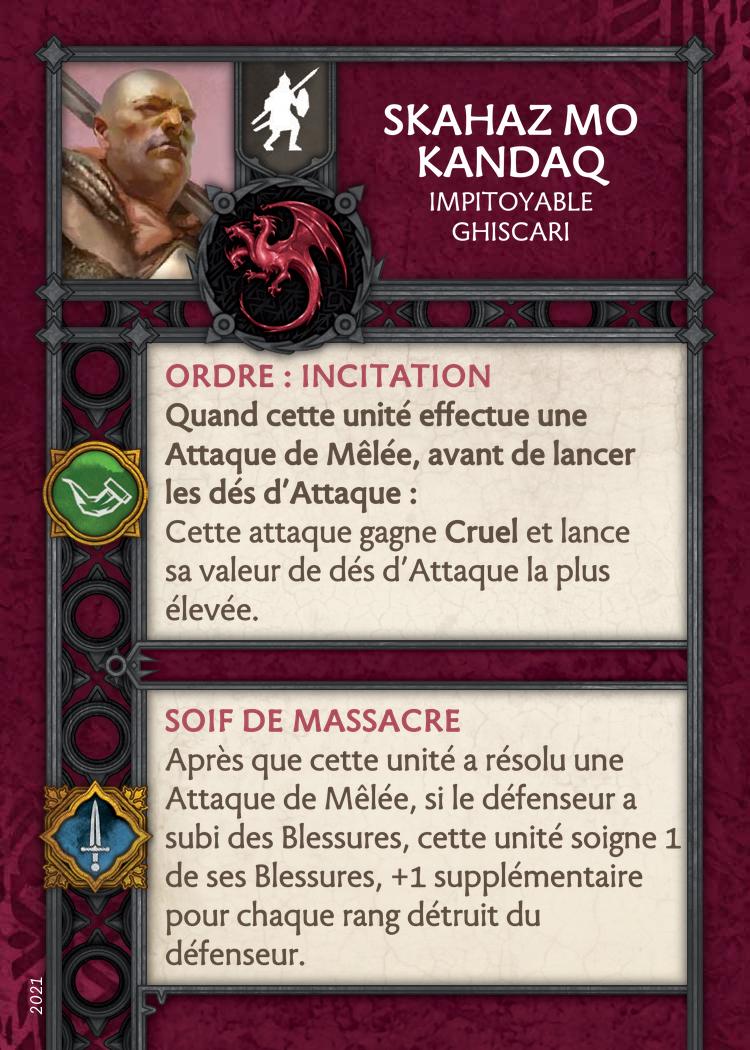 SKAHAZ MO
KANDAQ
IMPITOYABLE
GHISCARI
ORDRE : INCITATION
Quand cette unité effectue une
Attaque de Mêlée, avant de lancer
les dés d’Attaque :
Cette attaque gagne Cruel et lance
sa valeur de dés d’Attaque la plus
élevée.
SOIF DE MASSACRE
Après que cette unité a résolu une
Attaque de Mêlée, si le défenseur a
subi des Blessures, cette unité soigne 1
de ses Blessures, +1 supplémentaire
pour chaque rang détruit du
défenseur.
2021